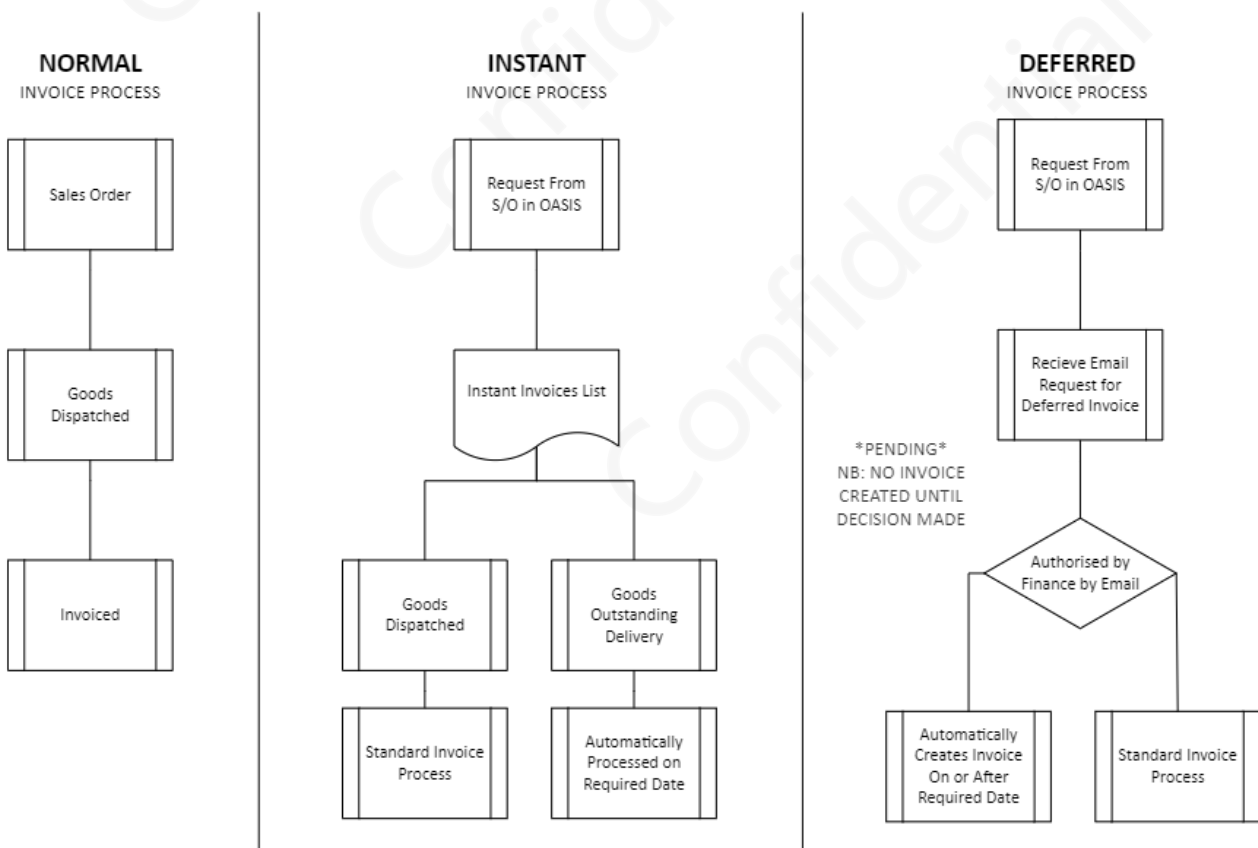 NORMAL
INVOICE PROCESS
Sales Order
Goods
Dispatched
Invoiced
INSTANT
INVOICE PROCESS
Request From
S/O in OASIS
Instant Invoices List
Goods
Dispatched
Standard Invoice
Process
Goods
Outstanding
Delivery
Automatically
Processed on
Required Date
DEFERRED
INVOICE PROCESS
Request From
S/O in OASIS
Recieve Email
Request for
Deferred Invoice
*PENDING*
NB: NO INVOICE
CREATED UNTIL
DECISION MADE
Authorised by
Finance by Email
Automatically
Creates Invoice
On or After
Required Date
Standard Invoice
Process
Confidential
Confidential